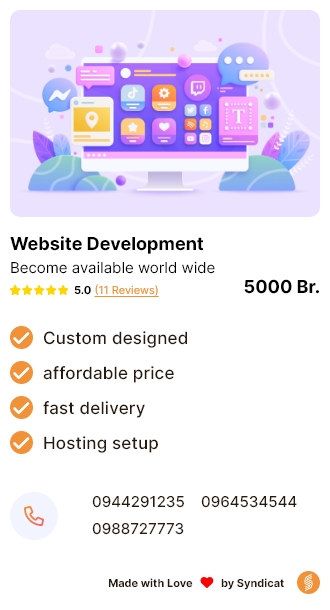 T
Website Development
Become available world wide
5.0 (11 Reviews)
5000 Br.
Custom designed
affordable price
fast delivery
Hosting setup
0944291235 0964534544
0988727773
Made with Love by Syndicat